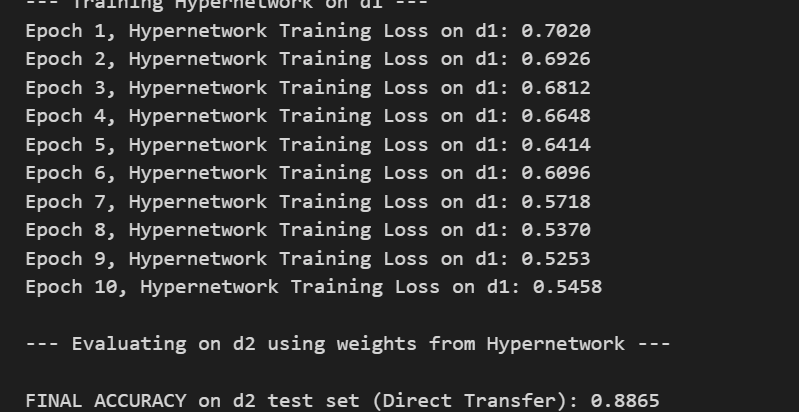 --- Training Hypernetwork on d1 ---
Epoch 1, Hypernetwork Training Loss on d1: 0.7020
Epoch 2, Hypernetwork Training Loss on d1: 0.6926
Epoch 3, Hypernetwork Training Loss on d1: 0.6812
Epoch 4, Hypernetwork Training Loss on d1: 0.6648
Epoch 5, Hypernetwork Training Loss on d1: 0.6414
Epoch 6, Hypernetwork Training Loss on d1: 0.6096
Epoch 7, Hypernetwork Training Loss on d1: 0.5718
Epoch 8, Hypernetwork Training Loss on d1: 0.5370
Epoch 9, Hypernetwork Training Loss on d1: 0.5253
Epoch 10, Hypernetwork Training Loss on d1: 0.5458
--- Evaluating on d2 using weights from Hypernetwork ---
FINAL ACCURACY on d2 test set (Direct Transfer): 0.8865